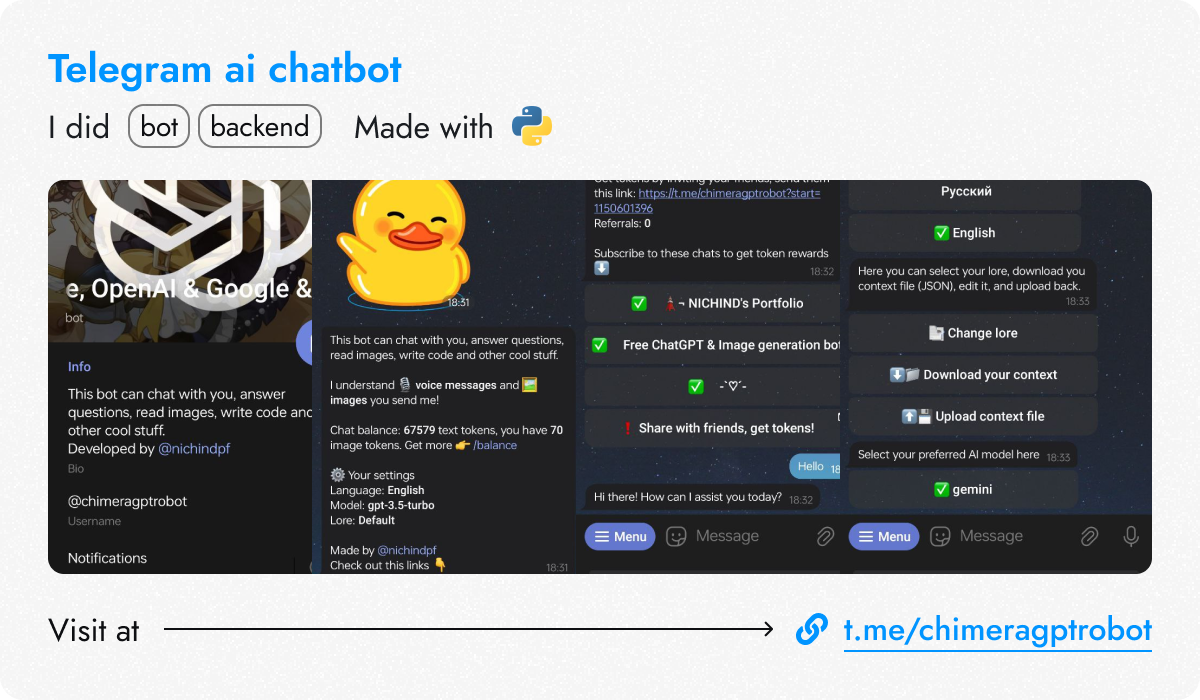 Telegram ai chatbot
I did bot backend Made with
e, OpenAI & Google &
bot
Info
This bot can chat with you, answer
questions, read images, write code and
other cool stuff.
Developed by @nichindpf
Bio
@chimeragptrobot
Username
Notifications
18:31
This bot can chat with you, answer questions,
read images, write code and other cool stuff.
I understand 🎙 voice messages and 🖼
images you send me!
Chat balance: 67579 text tokens, you have 70
image tokens. Get more 👉 /balance
⚙️ Your settings
Language: English
Model: gpt-3.5-turbo
Lore: Default
Made by @nichindpf
Check out this links 👇
18:31
Get tokens by inviting your friends, send them
this link: https://t.me/chimeragptrobot?start=
1150601396
Referrals: 0
Subscribe to these chats to get token rewards
⬇️ 18:32
✅ ¬ NICHIND's Portfolio
✅ Free ChatGPT & Image generation bot
✅ -`♡´-
❗ Share with friends, get tokens!
Hello 18
Hi there! How can I assist you today? 18:32
Menu Message
Русский
✅ English
Here you can select your lore, download you
context file (JSON), edit it, and upload back.
18:33
Change lore
⬇️ Download your context
⬆️💾 Upload context file
Select your preferred AI model here 18:33
✅ gemini
Menu Message
Visit at
t.me/chimeragptrobot